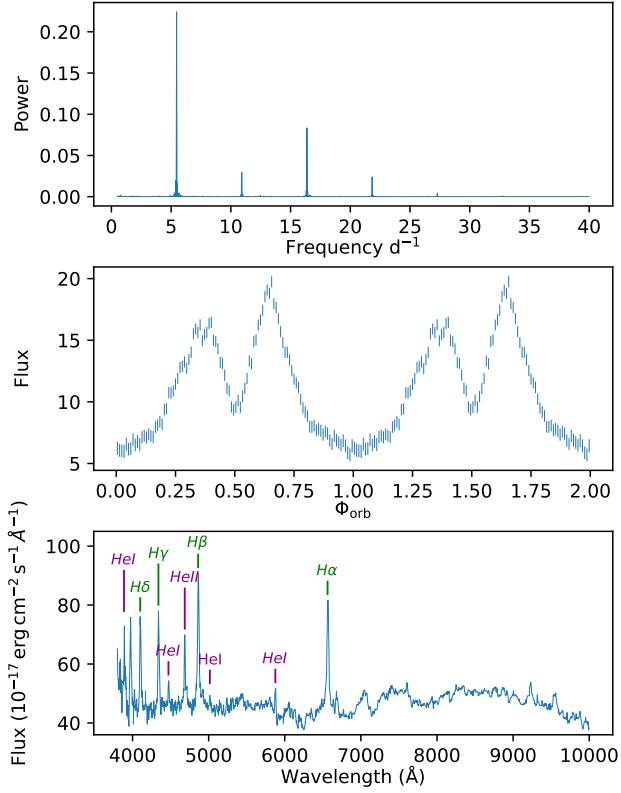 0.20
0.15
0.10
0.05
0.00
Power
0 5 10 15 20 25 30 35 40
Frequency d⁻¹
20
15
10
5
Flux
0.00 0.25 0.50 0.75 1.00 1.25 1.50 1.75 2.00
Φorb
100
80
60
40
Flux (10⁻¹⁷ erg cm⁻² s⁻¹ Å⁻¹)
HeI
Hδ
Hγ
HeI
HeII
Hβ
HeI
HeI
Hα
4000 5000 6000 7000 8000 9000 10000
Wavelength (Å)